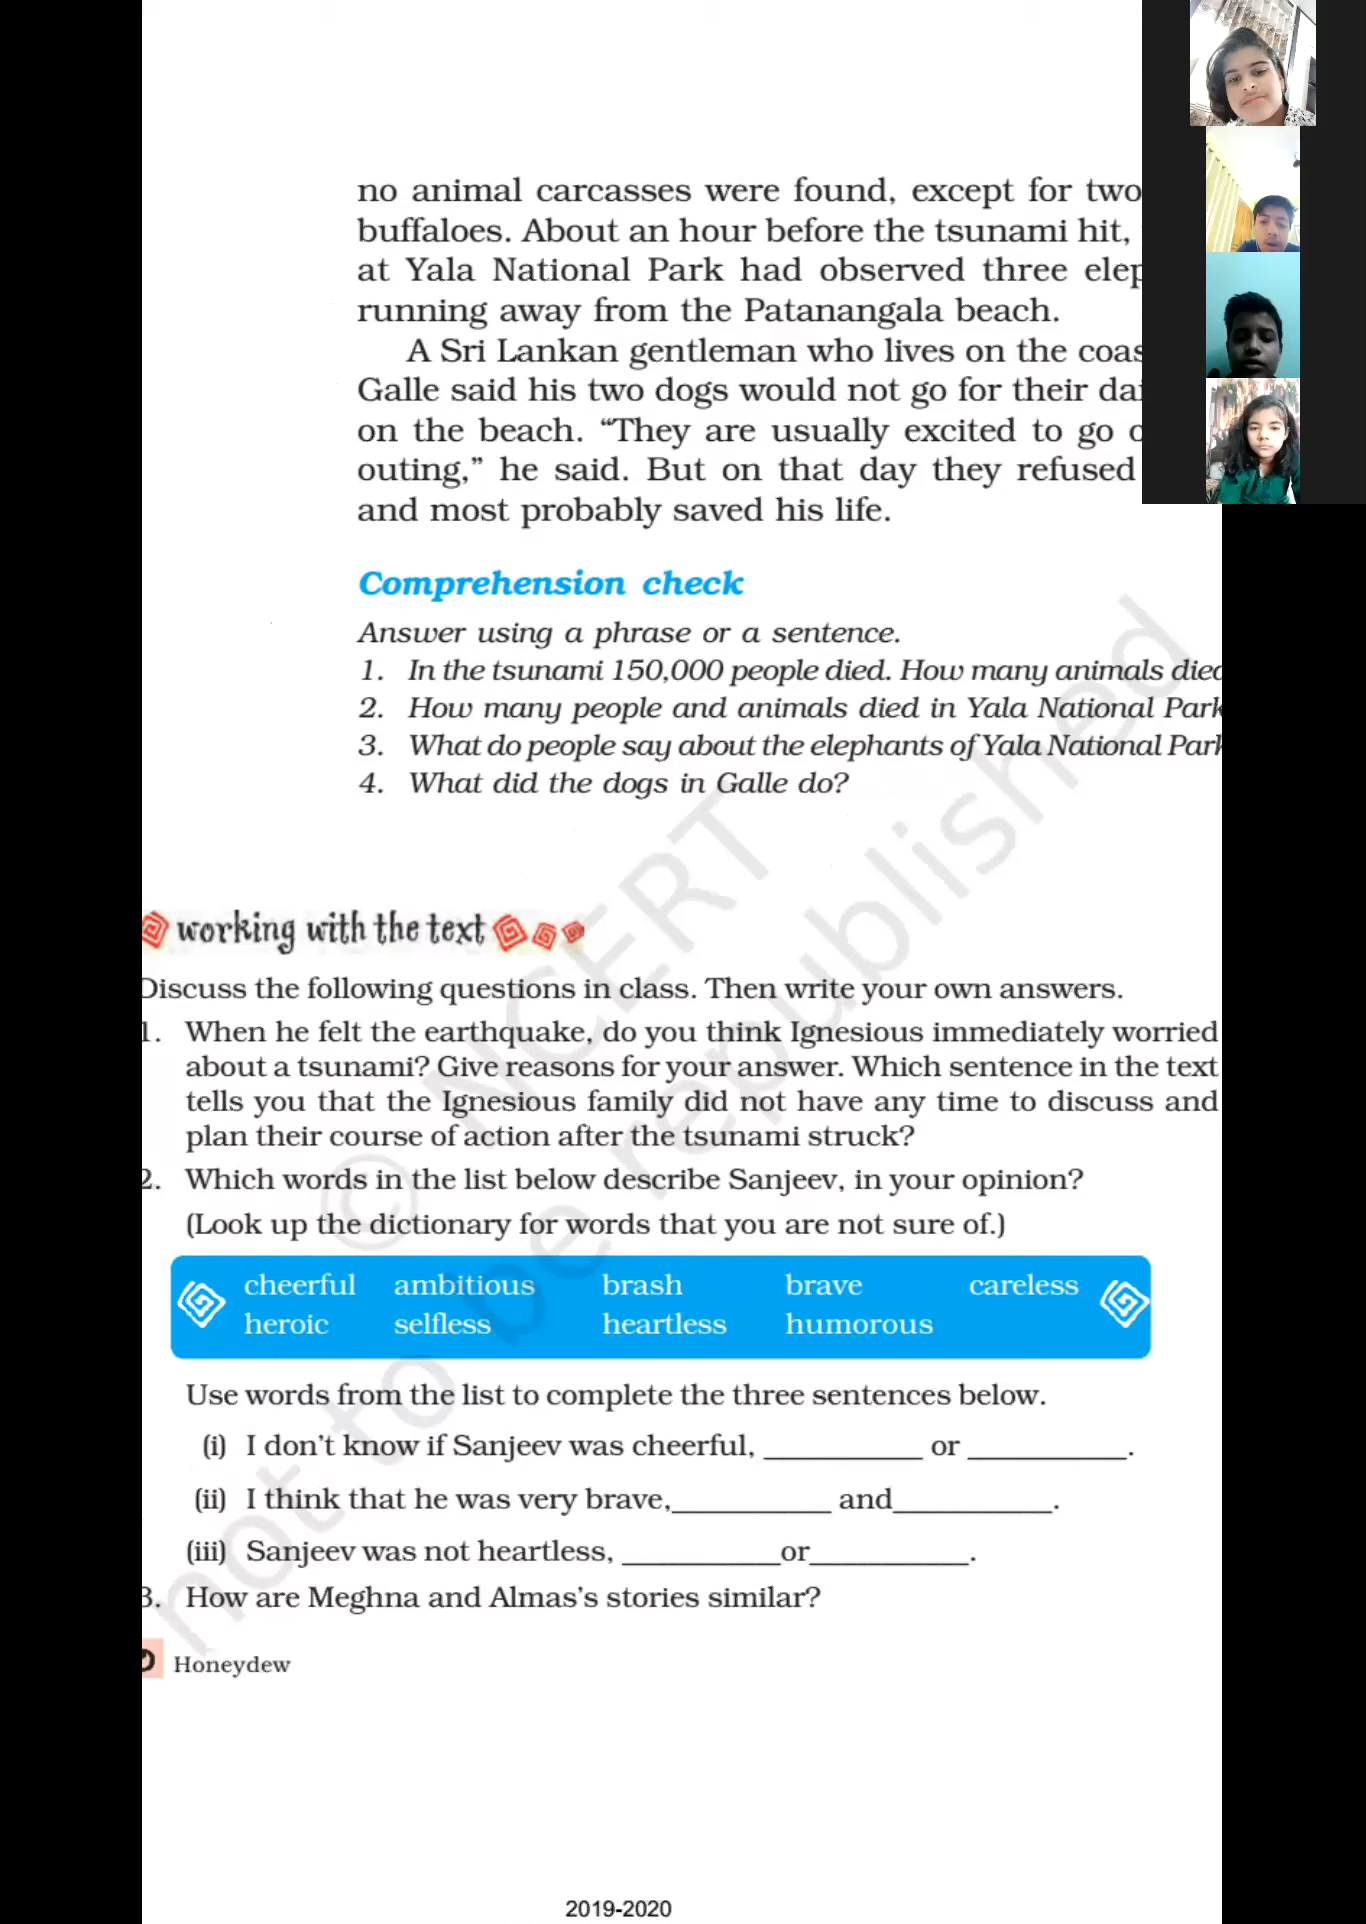 no animal carcasses were found, except for two
buffaloes. About an hour before the tsunami hit,
at Yala National Park had observed three
running away from the Patanangala beach.
A Sri Lankan gentleman who lives on the
Galle said his two dogs would not go for their
on the beach. “They are usually excited to go
outing,” he said. But on that day they refused
and most probably saved his life.
Comprehension check
Answer using a phrase or a sentence.
1. In the tsunami 150,000 people died. How many animals died
2. How many people and animals died in Yala National Park
3. What do people say about the elephants of Yala National Park
4. What did the dogs in Galle do?
working with the text
Discuss the following questions in class. Then write your own answers.
1. When he felt the earthquake, do you think Ignesious immediately worried
about a tsunami? Give reasons for your answer. Which sentence in the text
tells you that the Ignesious family did not have any time to discuss and
plan their course of action after the tsunami struck?
2. Which words in the list below describe Sanjeev, in your opinion?
(Look up the dictionary for words that you are not sure of.)
cheerful ambitious brash brave careless
heroic selfless heartless humorous
Use words from the list to complete the three sentences below.
(i) I don’t know if Sanjeev was cheerful, __________ or __________.
(ii) I think that he was very brave,__________ and__________.
(iii) Sanjeev was not heartless, __________or__________.
3. How are Meghna and Almas’s stories similar?
Honeydew
2019-2020
© NCERT
not to be republished